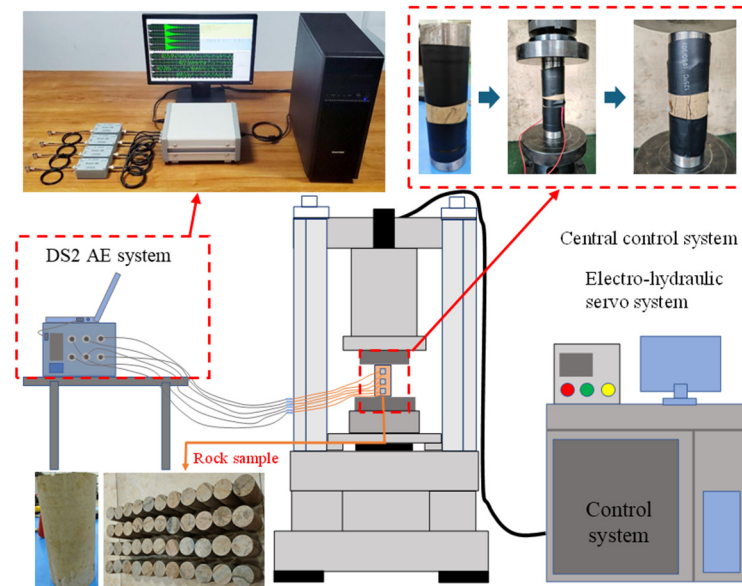 DS2 AE system
Central control system
Electro-hydraulic
servo system
Rock sample
Control
system